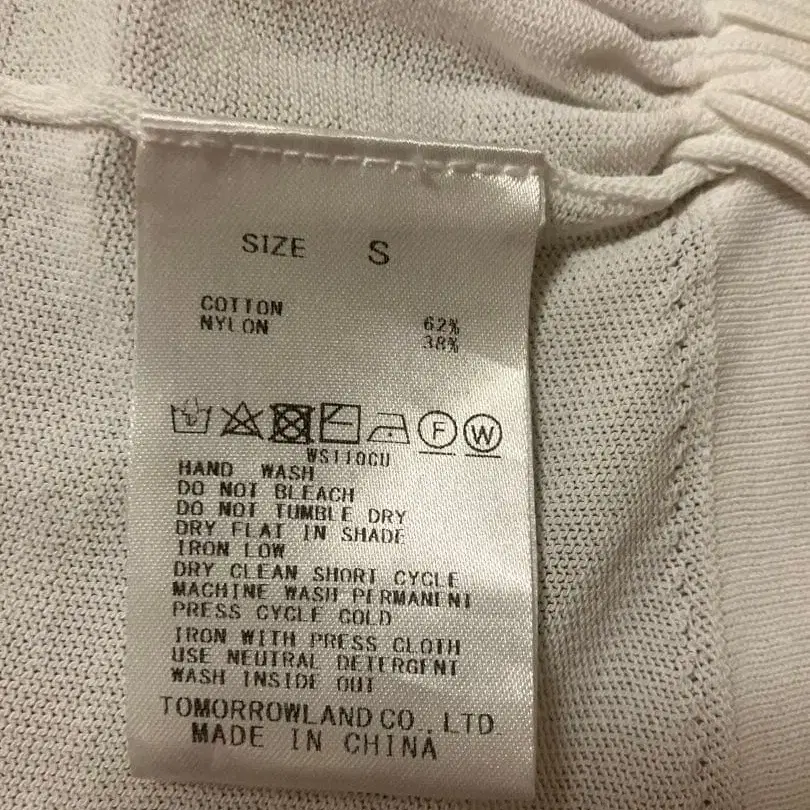 SIZE S
COTTON 62%
NYLON 38%
F W
WS110CU
HAND WASH
DO NOT BLEACH
DO NOT TUMBLE DRY
DRY FLAT IN SHADE
IRON LOW
DRY CLEAN SHORT CYCLE
MACHINE WASH PERMANENT
PRESS CYCLE COLD
IRON WITH PRESS CLOTH
USE NEUTRAL DETERGENT
WASH INSIDE OUT
TOMORROWLAND CO.,LTD
MADE IN CHINA